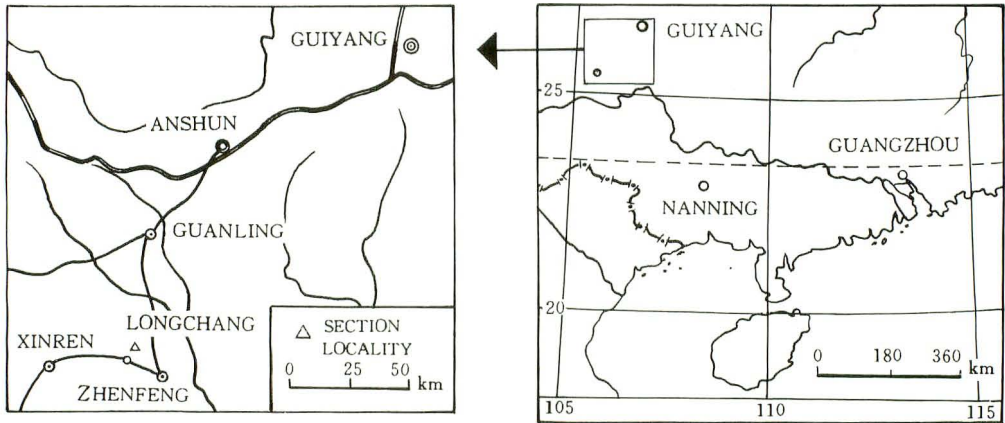 GUIYANG
ANSHUN
GUANLING
LONGCHANG
XINREN
ZHENFENG
△ SECTION
LOCALITY
0 25 50
km
GUIYANG
25
GUANGZHOU
NANNING
20
0 180 360
km
105 110 115